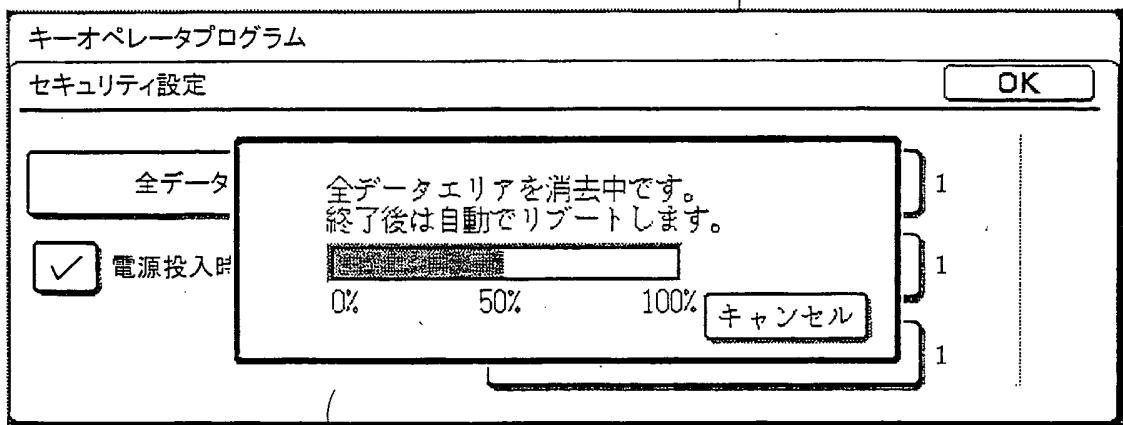 キーオペレータプログラム
セキュリティ設定
OK
全データ
1
全データエリアを消去中です。
終了後は自動でリブートします。
電源投入時
1
0% 50% 100%
キャンセル
1